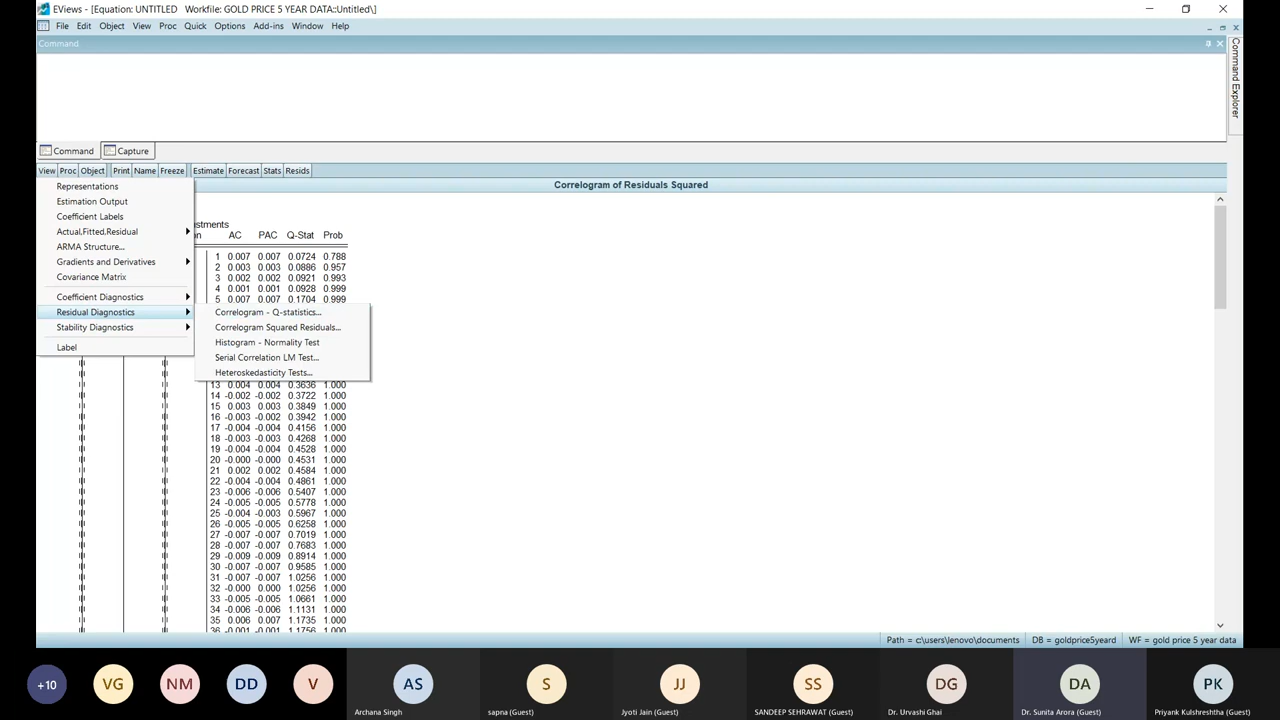 EViews - [Equation: UNTITLED   Workfile: GOLD PRICE 5 YEAR DATA::Untitled\]
File Edit Object View Proc Quick Options Add-ins Window Help
Command
Command Explorer
Command Capture
View Proc Object Print Name Freeze Estimate Forecast Stats Resids
Correlogram of Residuals Squared
Representations
Estimation Output
Coefficient Labels
Actual,Fitted,Residual
ARMA Structure...
Gradients and Derivatives
Covariance Matrix
Coefficient Diagnostics
Residual Diagnostics
Stability Diagnostics
Label
Correlogram - Q-statistics...
Correlogram Squared Residuals...
Histogram - Normality Test
Serial Correlation LM Test...
Heteroskedasticity Tests...
stments
on AC PAC Q-Stat Prob
1 0.007 0.007 0.0724 0.788
2 0.003 0.003 0.0886 0.957
3 0.002 0.002 0.0921 0.993
4 0.001 0.001 0.0928 0.999
5 0.007 0.007 0.1704 0.999
13 0.004 0.004 0.3636 1.000
14 -0.002 -0.002 0.3722 1.000
15 0.003 0.003 0.3849 1.000
16 -0.003 -0.002 0.3942 1.000
17 -0.004 -0.004 0.4156 1.000
18 -0.003 -0.003 0.4268 1.000
19 -0.004 -0.004 0.4528 1.000
20 -0.000 -0.000 0.4531 1.000
21 0.002 0.002 0.4584 1.000
22 -0.004 -0.004 0.4861 1.000
23 -0.006 -0.006 0.5407 1.000
24 -0.005 -0.005 0.5778 1.000
25 -0.004 -0.003 0.5967 1.000
26 -0.005 -0.005 0.6258 1.000
27 -0.007 -0.007 0.7019 1.000
28 -0.007 -0.007 0.7683 1.000
29 -0.009 -0.009 0.8914 1.000
30 -0.007 -0.007 0.9585 1.000
31 -0.007 -0.007 1.0256 1.000
32 -0.000 0.000 1.0256 1.000
33 -0.005 -0.005 1.0661 1.000
34 -0.006 -0.006 1.1131 1.000
35 0.006 0.007 1.1735 1.000
36 -0.001 -0.001 1.1756 1.000
Path = c:\users\lenovo\documents DB = goldprice5yeard WF = gold price 5 year data
+10 VG NM DD V AS S JJ SS DG DA PK
Archana Singh sapna (Guest) Jyoti Jain (Guest) SANDEEP SEHRAWAT (Guest) Dr. Urvashi Ghai Dr. Sunita Arora (Guest) Priyank Kulshreshtha (Guest)